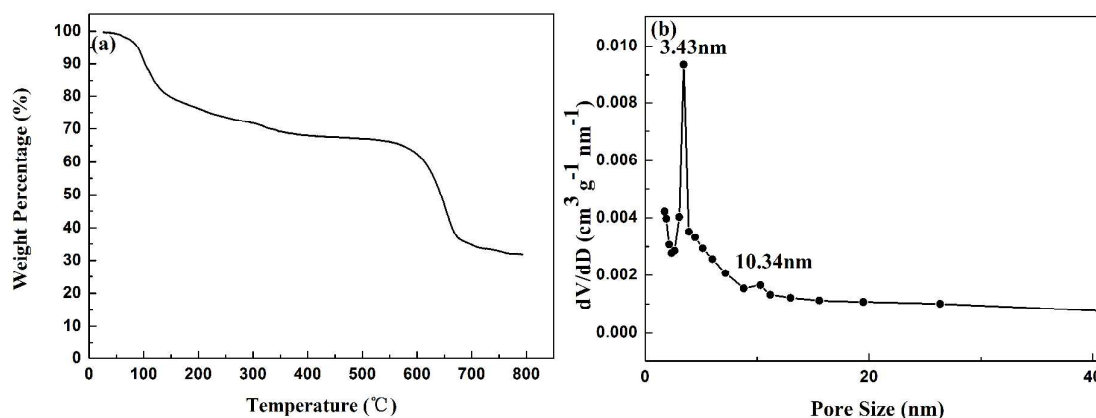 (a)
100
90
80
70
60
50
40
30
20
10
0
0 100 200 300 400 500 600 700 800
Weight Percentage (%)
Temperature (℃)
(b)
3.43nm
10.34nm
0.010
0.008
0.006
0.004
0.002
0.000
0 20 40
dV/dD (cm³ g⁻¹ nm⁻¹)
Pore Size (nm)